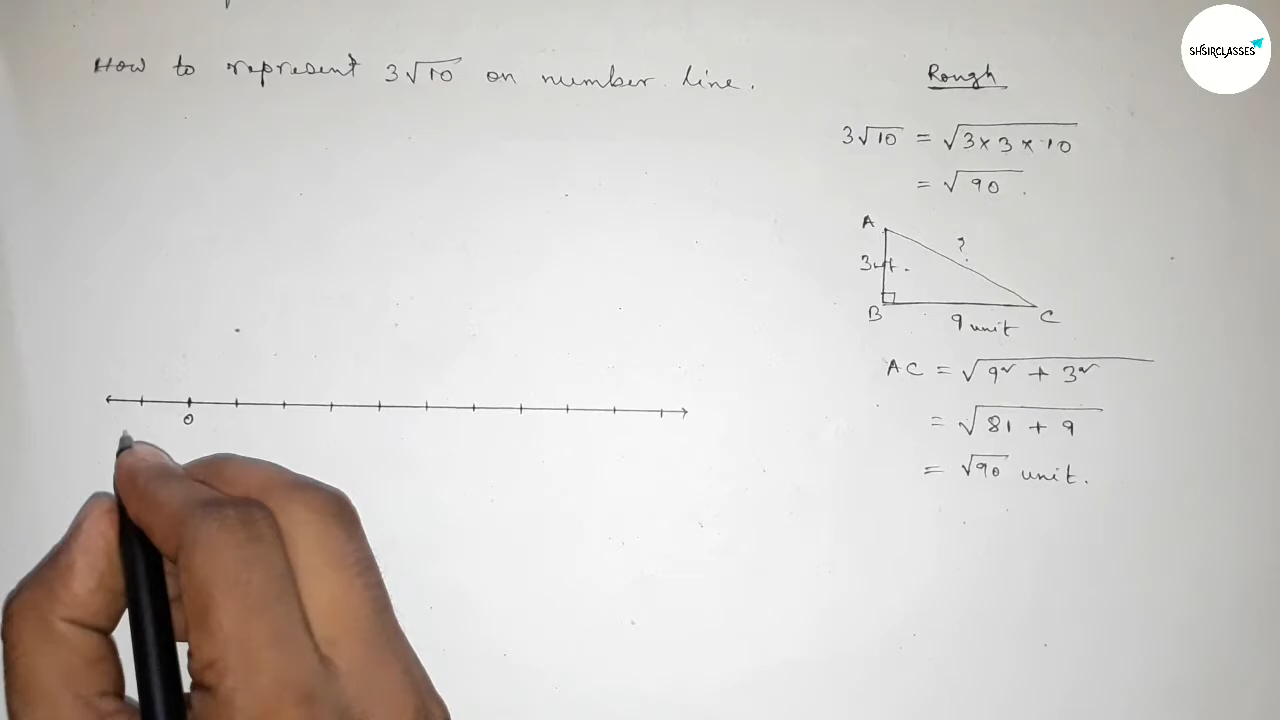 How to represent 3√10 on number line.
SHSIRCLASSES
Rough
3√10 = √3×3×10
= √90.
A
?
3ut.
B
C
9 unit
AC = √9² + 3²
= √81 + 9
= √90 unit.
0